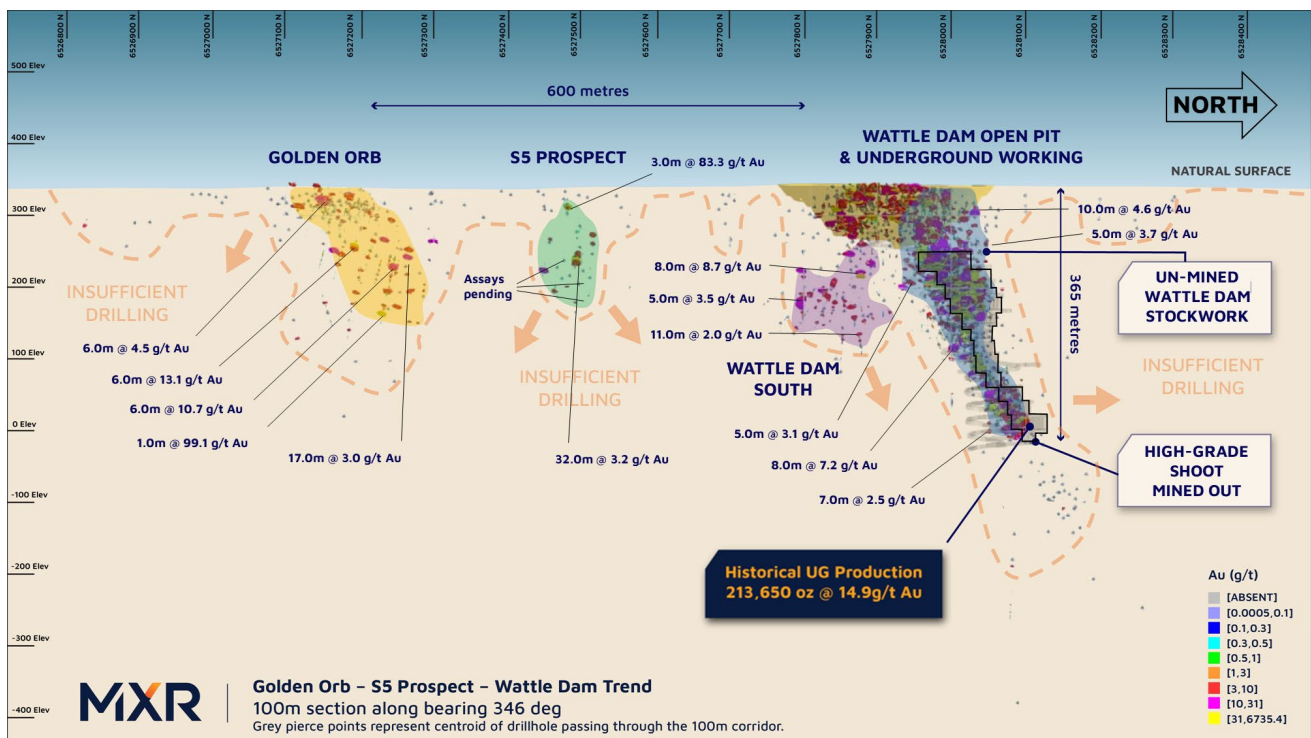 6526800 N
6526900 N
6527000 N
6527100 N
6527200 N
6527300 N
6527400 N
6527500 N
6527600 N
6527700 N
6527800 N
6527900 N
6528000 N
6528100 N
6528200 N
6528300 N
6528400 N
500 Elev
400 Elev
300 Elev
200 Elev
100 Elev
0 Elev
-100 Elev
-200 Elev
-300 Elev
-400 Elev
600 metres
NORTH
GOLDEN ORB
S5 PROSPECT
3.0m @ 83.3 g/t Au
WATTLE DAM OPEN PIT
& UNDERGROUND WORKING
NATURAL SURFACE
10.0m @ 4.6 g/t Au
5.0m @ 3.7 g/t Au
8.0m @ 8.7 g/t Au
5.0m @ 3.5 g/t Au
11.0m @ 2.0 g/t Au
Assays
pending
INSUFFICIENT
DRILLING
6.0m @ 4.5 g/t Au
6.0m @ 13.1 g/t Au
6.0m @ 10.7 g/t Au
1.0m @ 99.1 g/t Au
17.0m @ 3.0 g/t Au
INSUFFICIENT
DRILLING
32.0m @ 3.2 g/t Au
WATTLE DAM
SOUTH
5.0m @ 3.1 g/t Au
8.0m @ 7.2 g/t Au
7.0m @ 2.5 g/t Au
365 metres
UN-MINED
WATTLE DAM
STOCKWORK
INSUFFICIENT
DRILLING
HIGH-GRADE
SHOOT
MINED OUT
Historical UG Production
213,650 oz @ 14.9g/t Au
Au (g/t)
[ABSENT]
[0.0005,0.1]
[0.1,0.3]
[0.3,0.5]
[0.5,1]
[1,3]
[3,10]
[10,31]
[31,6735.4]
MXR
Golden Orb – S5 Prospect – Wattle Dam Trend
100m section along bearing 346 deg
Grey pierce points represent centroid of drillhole passing through the 100m corridor.